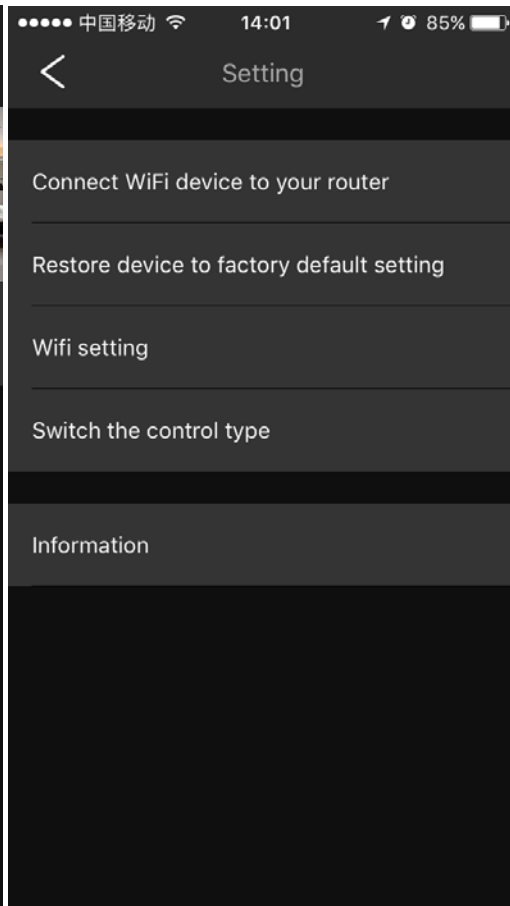 中国移动 14:01 85%
Setting
Connect WiFi device to your router
Restore device to factory default setting
Wifi setting
Switch the control type
Information